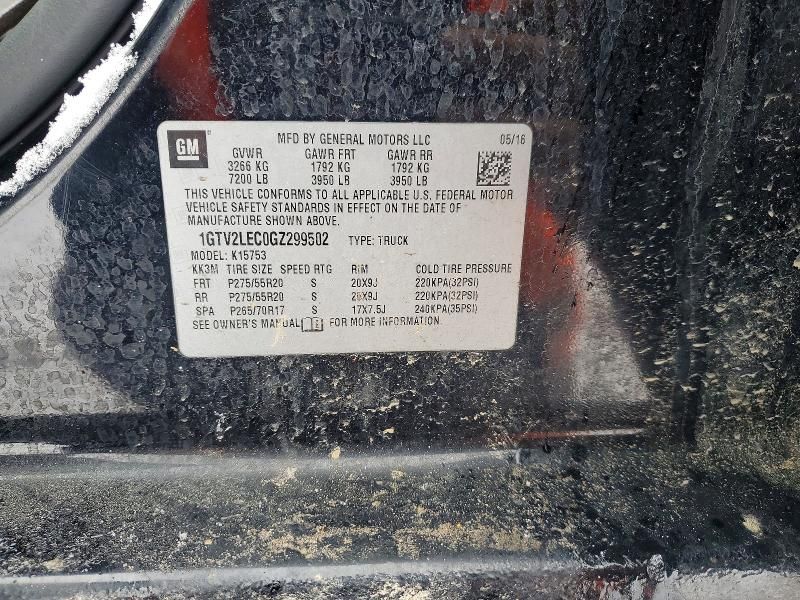 GM MFD BY GENERAL MOTORS LLC 05/16
GVWR GAWR FRT GAWR RR
3266 KG 1792 KG 1792 KG
7200 LB 3950 LB 3950 LB
THIS VEHICLE CONFORMS TO ALL APPLICABLE U.S. FEDERAL MOTOR
VEHICLE SAFETY STANDARDS IN EFFECT ON THE DATE OF
MANUFACTURE SHOWN ABOVE.
1GTV2LEC0GZ299502 TYPE: TRUCK
MODEL: K15753
KK3M TIRE SIZE SPEED RTG RIM COLD TIRE PRESSURE
FRT P275/55R20 S 20X9J 220KPA(32PSI)
RR P275/55R20 S 20X9J 220KPA(32PSI)
SPA P265/70R17 S 17X7.5J 240KPA(35PSI)
SEE OWNER'S MANUAL FOR MORE INFORMATION.